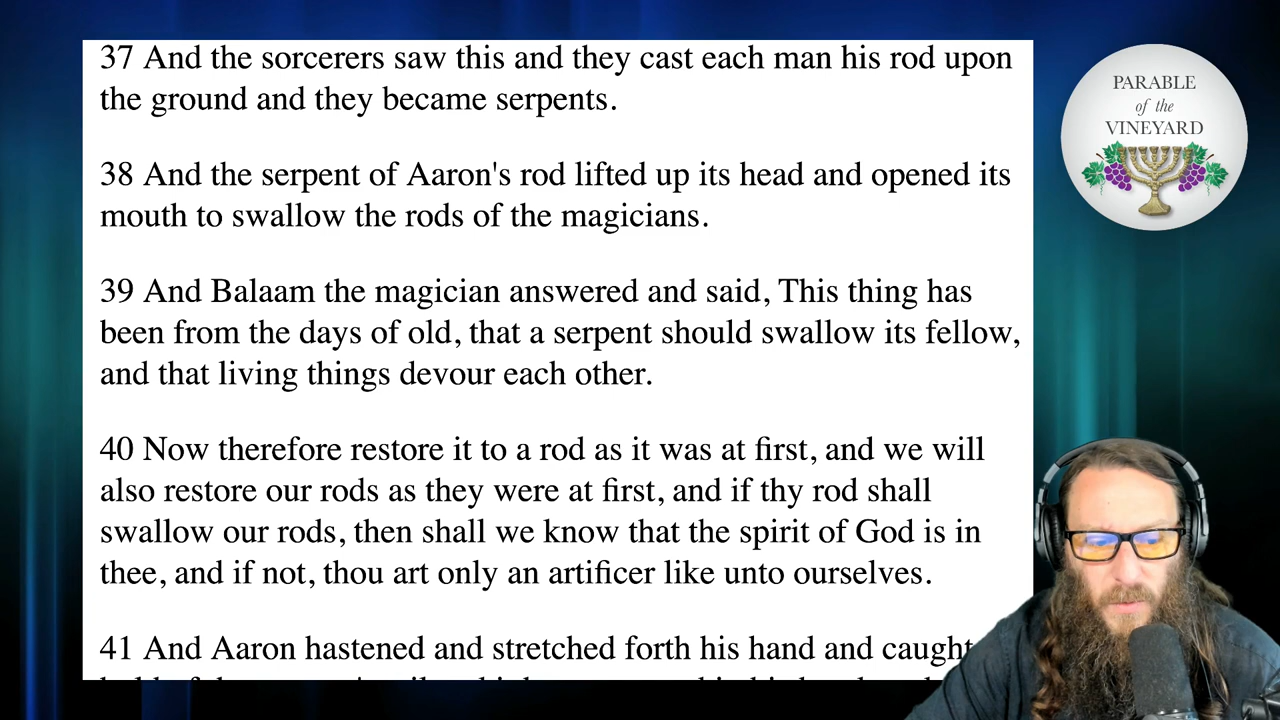 37 And the sorcerers saw this and they cast each man his rod upon
the ground and they became serpents.
38 And the serpent of Aaron's rod lifted up its head and opened its
mouth to swallow the rods of the magicians.
39 And Balaam the magician answered and said, This thing has
been from the days of old, that a serpent should swallow its fellow,
and that living things devour each other.
40 Now therefore restore it to a rod as it was at first, and we will
also restore our rods as they were at first, and if thy rod shall
swallow our rods, then shall we know that the spirit of God is in
thee, and if not, thou art only an artificer like unto ourselves.
41 And Aaron hastened and stretched forth his hand and caught
PARABLE
of the
VINEYARD